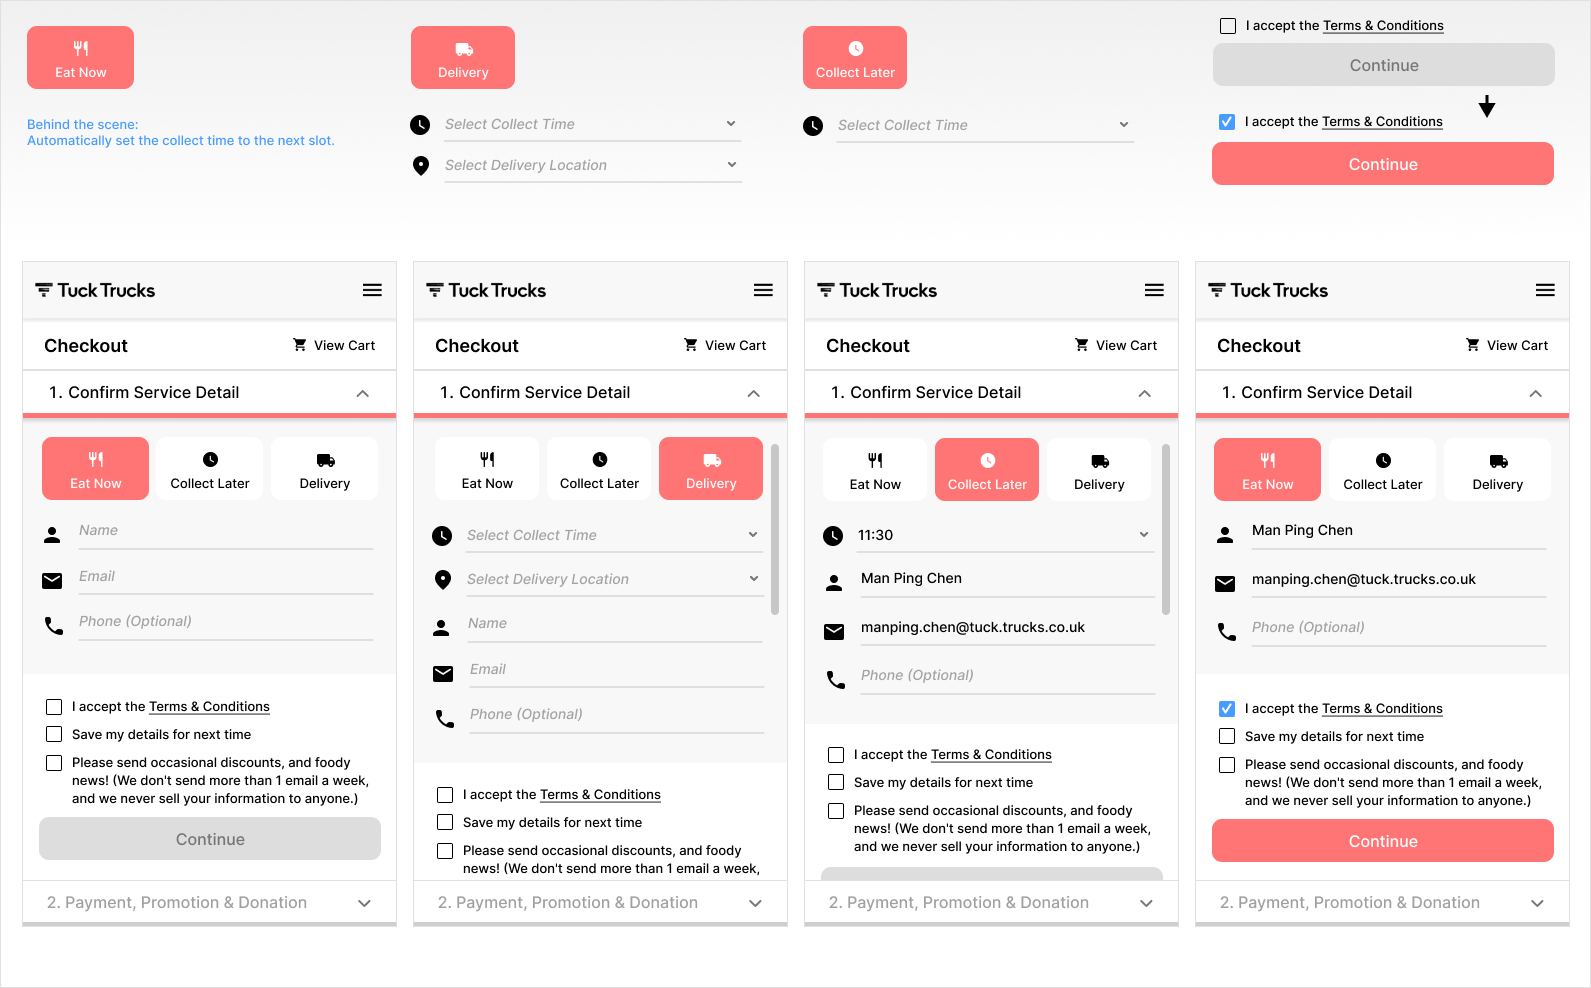 Eat Now
Behind the scene:
Automatically set the collect time to the next slot.
Delivery
Select Collect Time
Select Delivery Location
Collect Later
Select Collect Time
I accept the Terms & Conditions
Continue
I accept the Terms & Conditions
Continue
Tuck Trucks
Checkout
View Cart
1. Confirm Service Detail
Eat Now
Collect Later
Delivery
Name
Email
Phone (Optional)
I accept the Terms & Conditions
Save my details for next time
Please send occasional discounts, and foody
news! (We don't send more than 1 email a week,
and we never sell your information to anyone.)
Continue
2. Payment, Promotion & Donation
Tuck Trucks
Checkout
View Cart
1. Confirm Service Detail
Eat Now
Collect Later
Delivery
Select Collect Time
Select Delivery Location
Name
Email
Phone (Optional)
I accept the Terms & Conditions
Save my details for next time
Please send occasional discounts, and foody
news! (We don't send more than 1 email a week,
2. Payment, Promotion & Donation
Tuck Trucks
Checkout
View Cart
1. Confirm Service Detail
Eat Now
Collect Later
Delivery
11:30
Man Ping Chen
manping.chen@tuck.trucks.co.uk
Phone (Optional)
I accept the Terms & Conditions
Save my details for next time
Please send occasional discounts, and foody
news! (We don't send more than 1 email a week,
and we never sell your information to anyone.)
2. Payment, Promotion & Donation
Tuck Trucks
Checkout
View Cart
1. Confirm Service Detail
Eat Now
Collect Later
Delivery
Man Ping Chen
manping.chen@tuck.trucks.co.uk
Phone (Optional)
I accept the Terms & Conditions
Save my details for next time
Please send occasional discounts, and foody
news! (We don't send more than 1 email a week,
and we never sell your information to anyone.)
Continue
2. Payment, Promotion & Donation